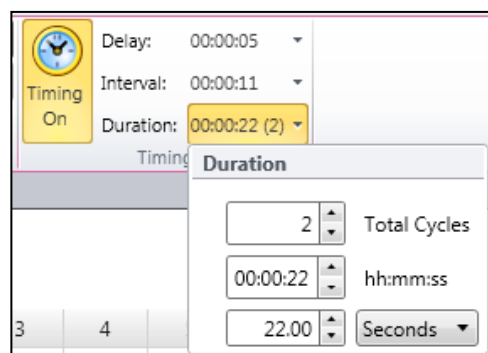 Delay: 00:00:05
Timing On
Interval: 00:00:11
Duration: 00:00:22 (2)
Timing
Duration
2 Total Cycles
00:00:22 hh:mm:ss
22.00 Seconds
3 4